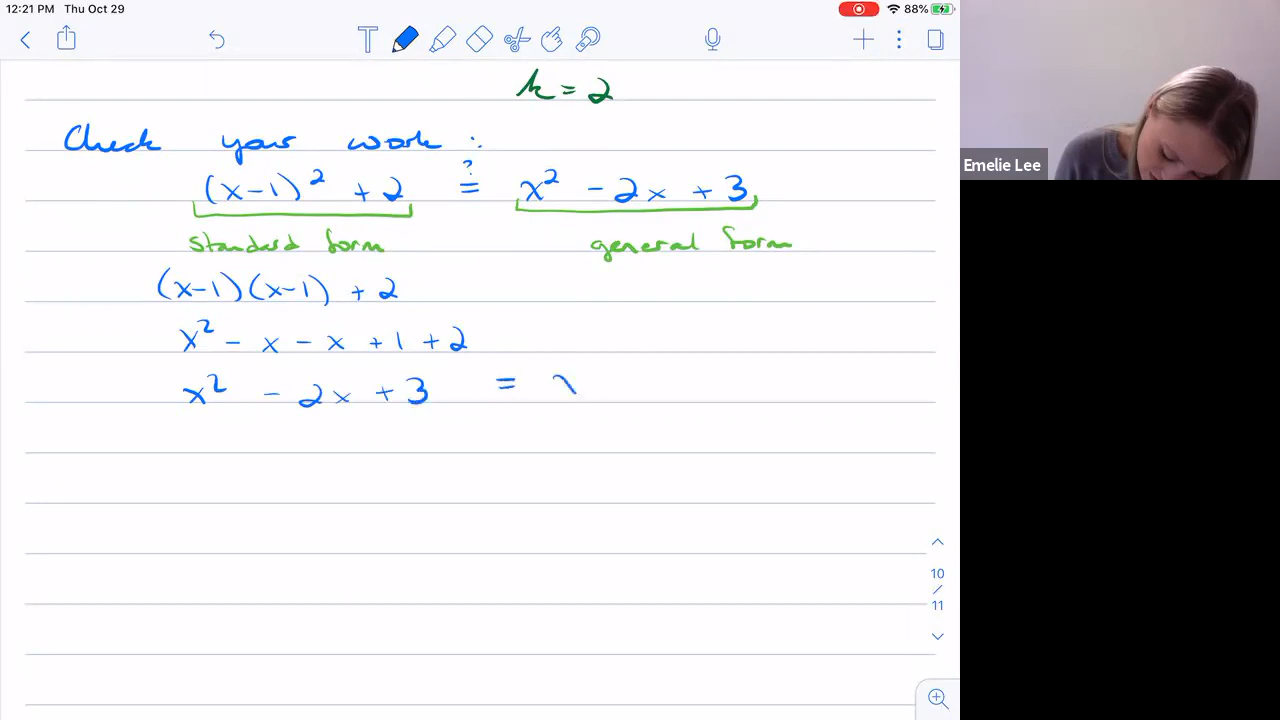 12:21 PM Thu Oct 29
88%
T
k = 2
Check your work :
(x-1)² + 2 ?= x² - 2x + 3
standard form general form
(x-1)(x-1) + 2
x² - x - x + 1 + 2
x² - 2x + 3 =
Emelie Lee
10
/
11